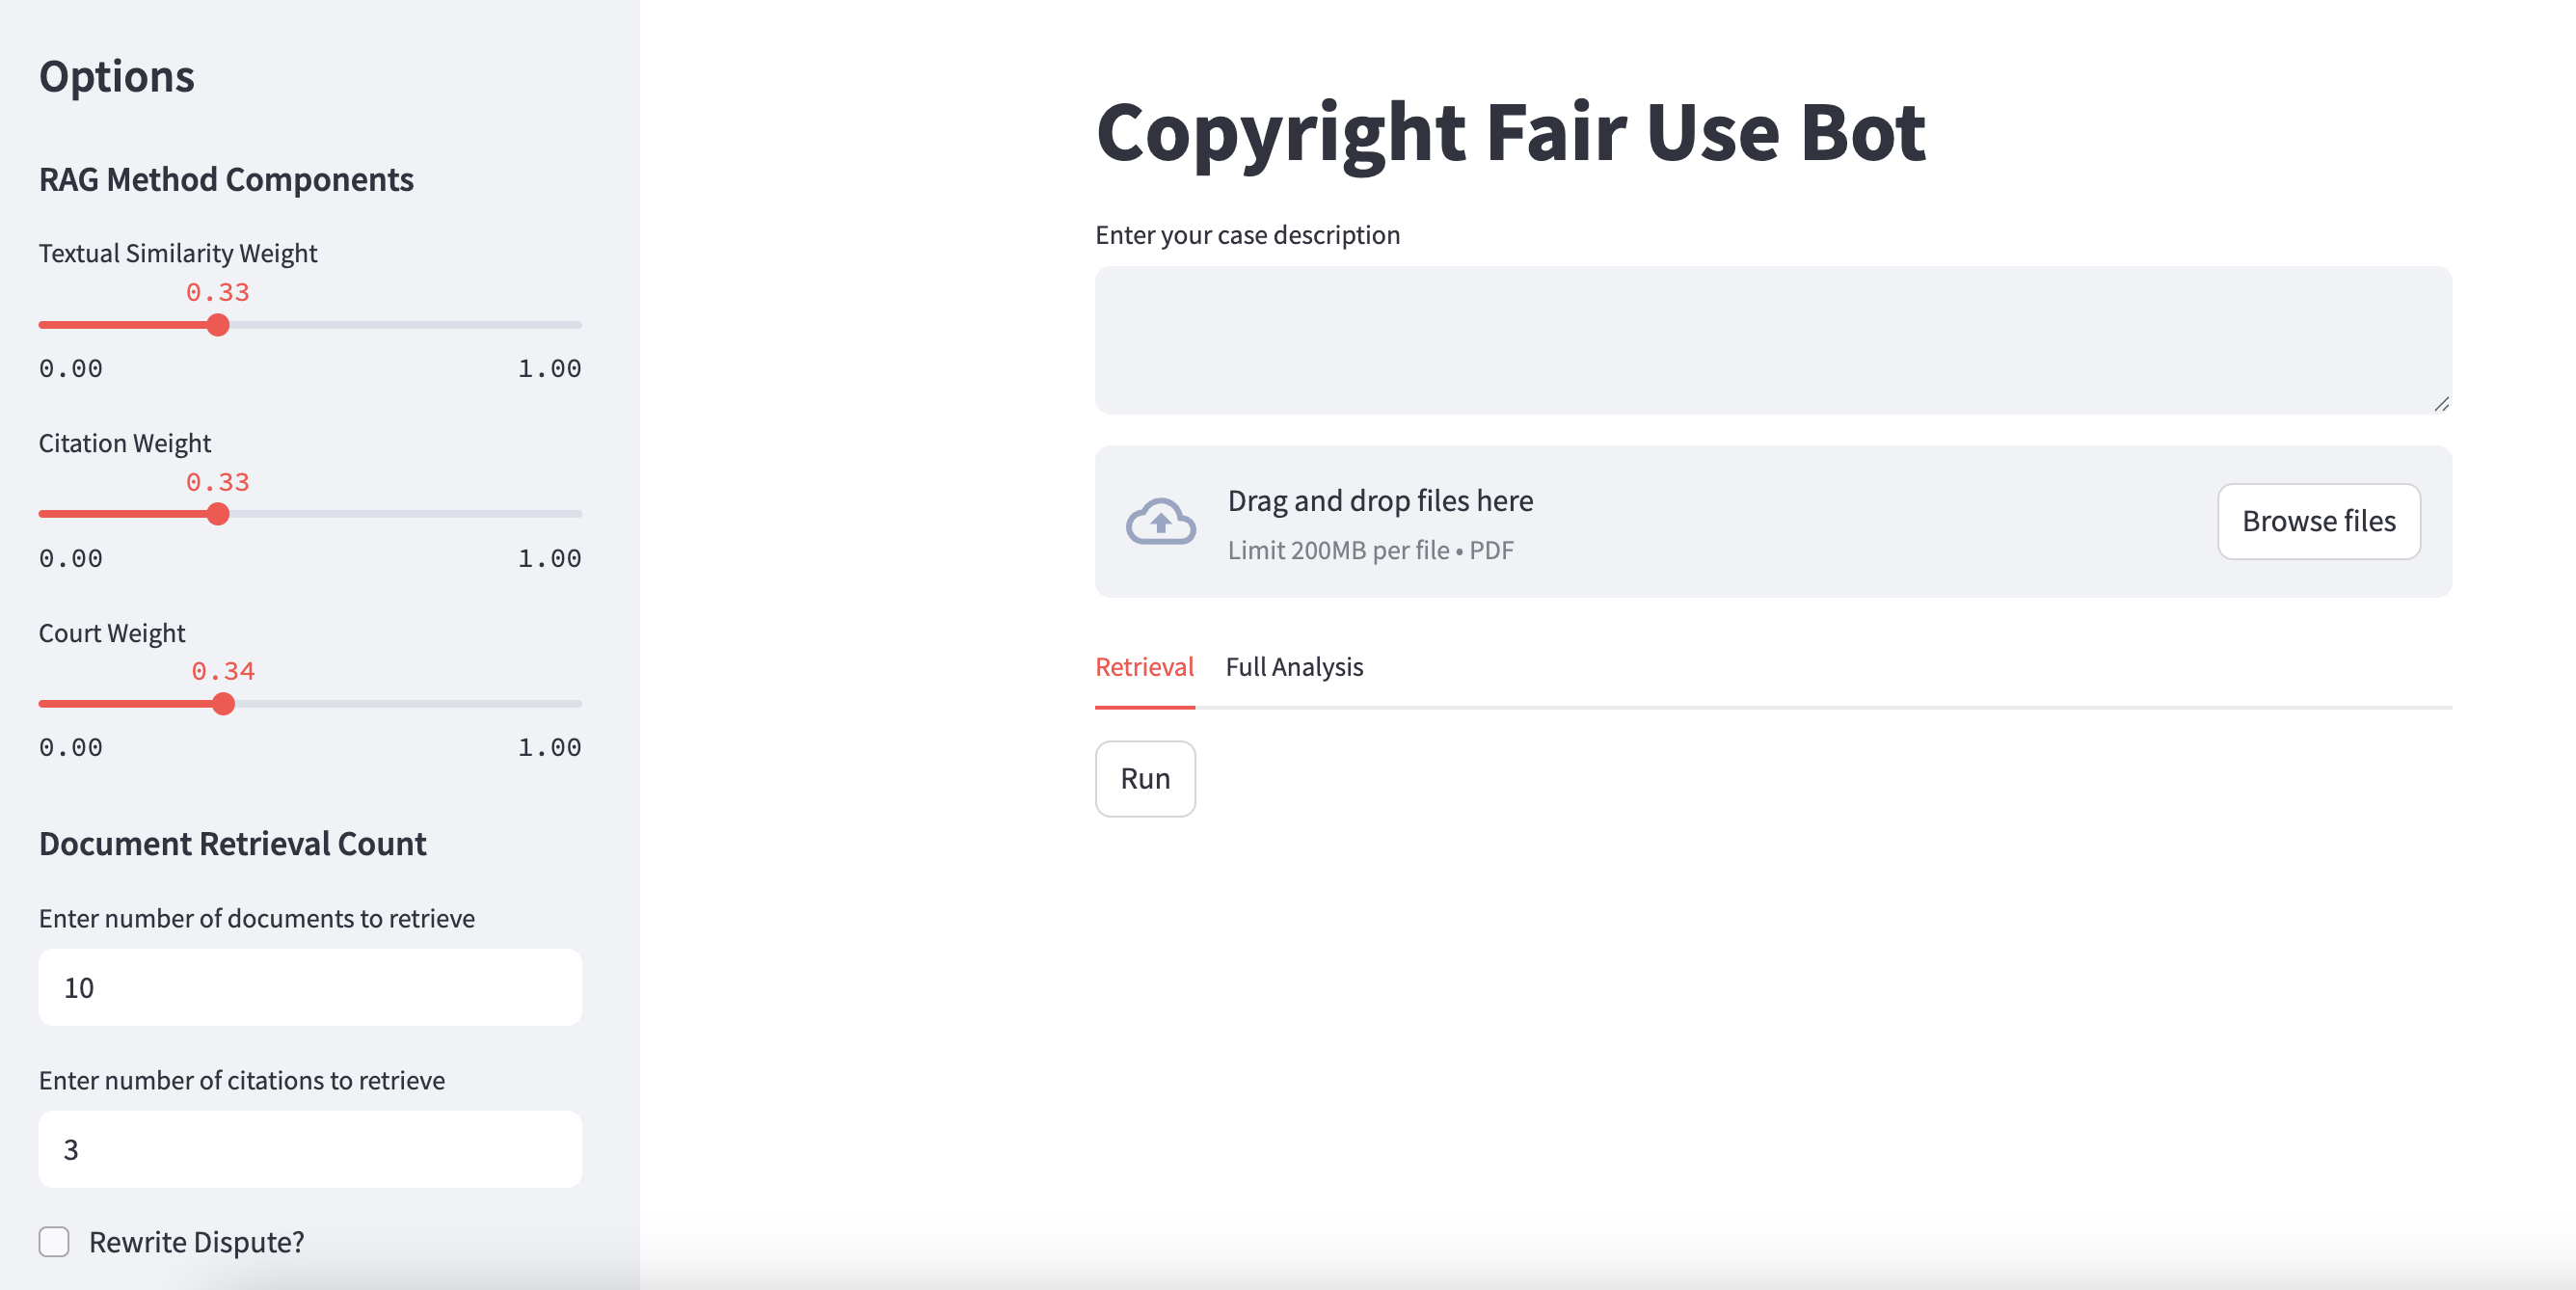 Options
RAG Method Components
Textual Similarity Weight
0.33
0.00 1.00
Citation Weight
0.33
0.00 1.00
Court Weight
0.34
0.00 1.00
Document Retrieval Count
Enter number of documents to retrieve
10
Enter number of citations to retrieve
3
Rewrite Dispute?
Copyright Fair Use Bot
Enter your case description
Drag and drop files here
Limit 200MB per file • PDF
Browse files
Retrieval Full Analysis
Run